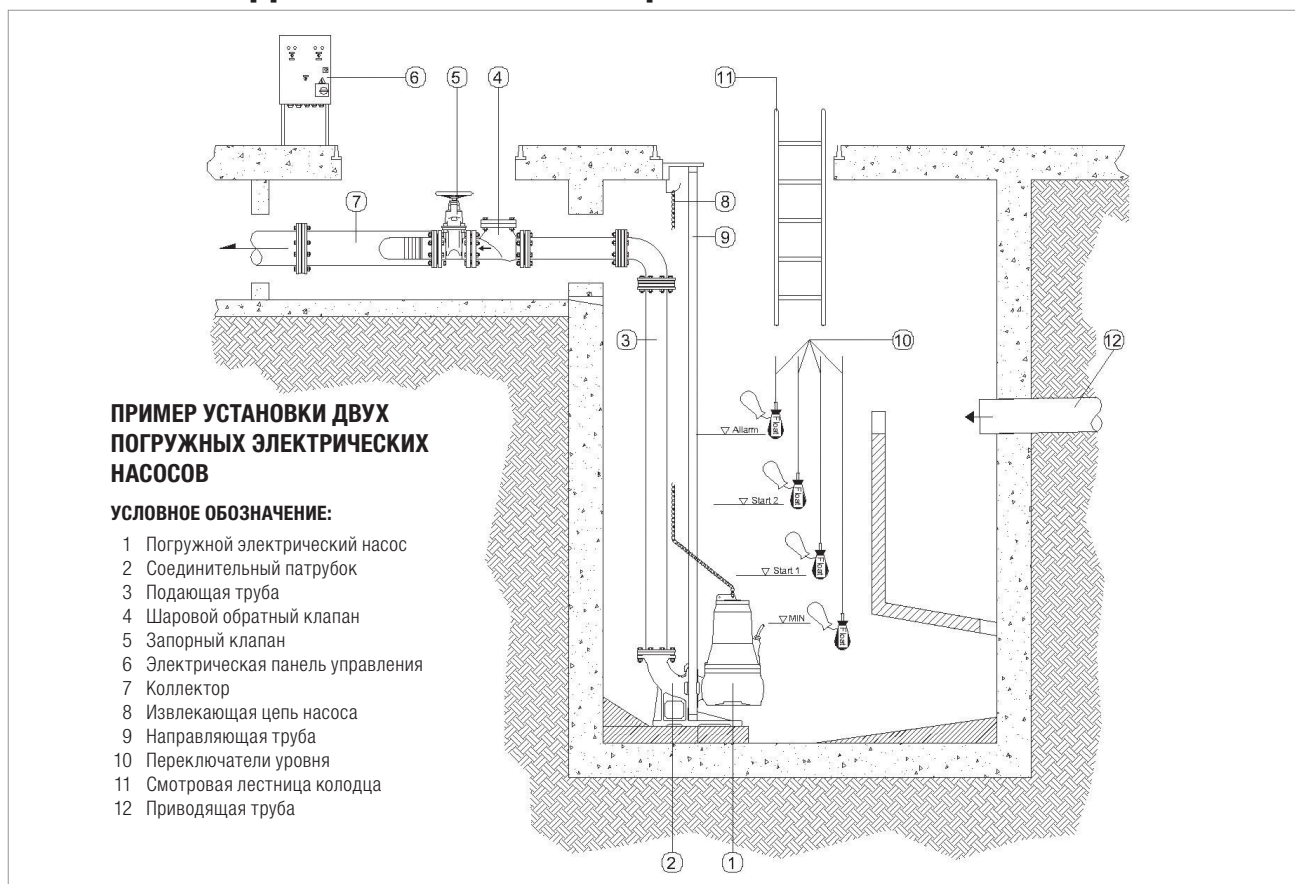 6
5
4
11
7
8
9
3
10
12
Allarm
Start 2
Start 1
MIN
Float
Float
Float
Float
2
1
ПРИМЕР УСТАНОВКИ ДВУХ
ПОГРУЖНЫХ ЭЛЕКТРИЧЕСКИХ
НАСОСОВ
УСЛОВНОЕ ОБОЗНАЧЕНИЕ:
1 Погружной электрический насос
2 Соединительный патрубок
3 Подающая труба
4 Шаровой обратный клапан
5 Запорный клапан
6 Электрическая панель управления
7 Коллектор
8 Извлекающая цепь насоса
9 Направляющая труба
10 Переключатели уровня
11 Смотровая лестница колодца
12 Приводящая труба